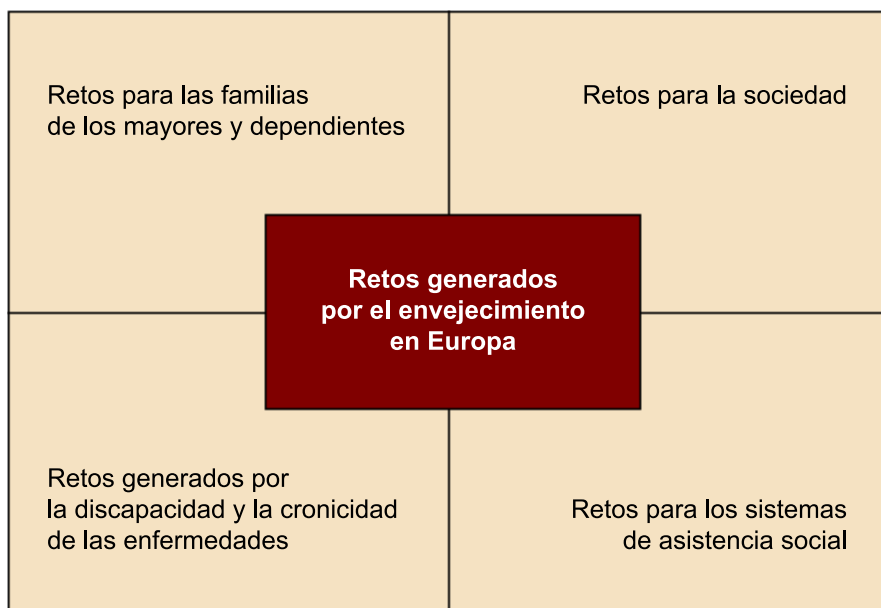 Retos para las familias
de los mayores y dependientes
Retos para la sociedad
Retos generados
por el envejecimiento
en Europa
Retos generados por
la discapacidad y la cronicidad
de las enfermedades
Retos para los sistemas
de asistencia social